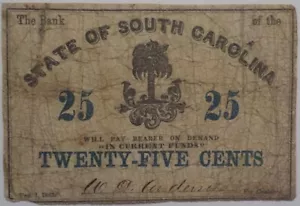 The Bank of the
STATE OF SOUTH CAROLINA
25 25
WILL PAY BEARER ON DEMAND
"IN CURRENT FUNDS"
TWENTY-FIVE CENTS